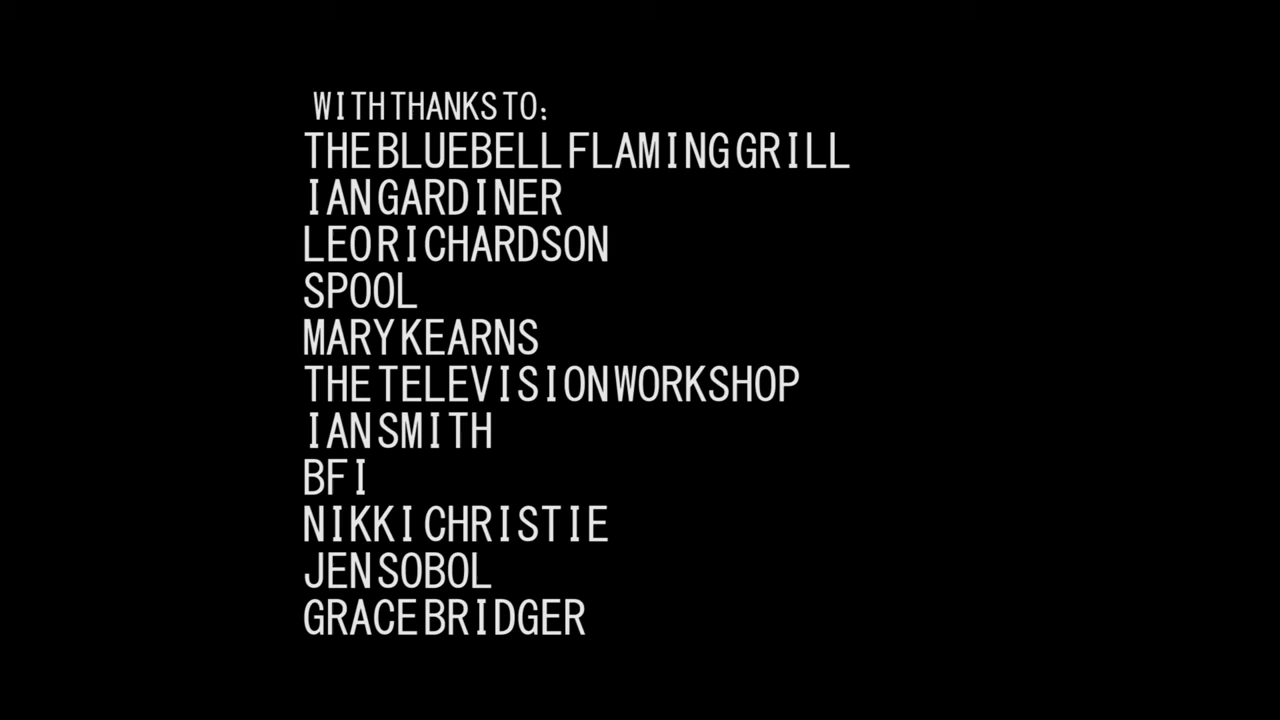 WITH THANKS TO:
THE BLUEBELL FLAMING GRILL
IAN GARDINER
LEO RICHARDSON
SPOOL
MARY KEARNS
THE TELEVISION WORKSHOP
IAN SMITH
BFI
NIKKI CHRISTIE
JEN SOBOL
GRACE BRIDGER